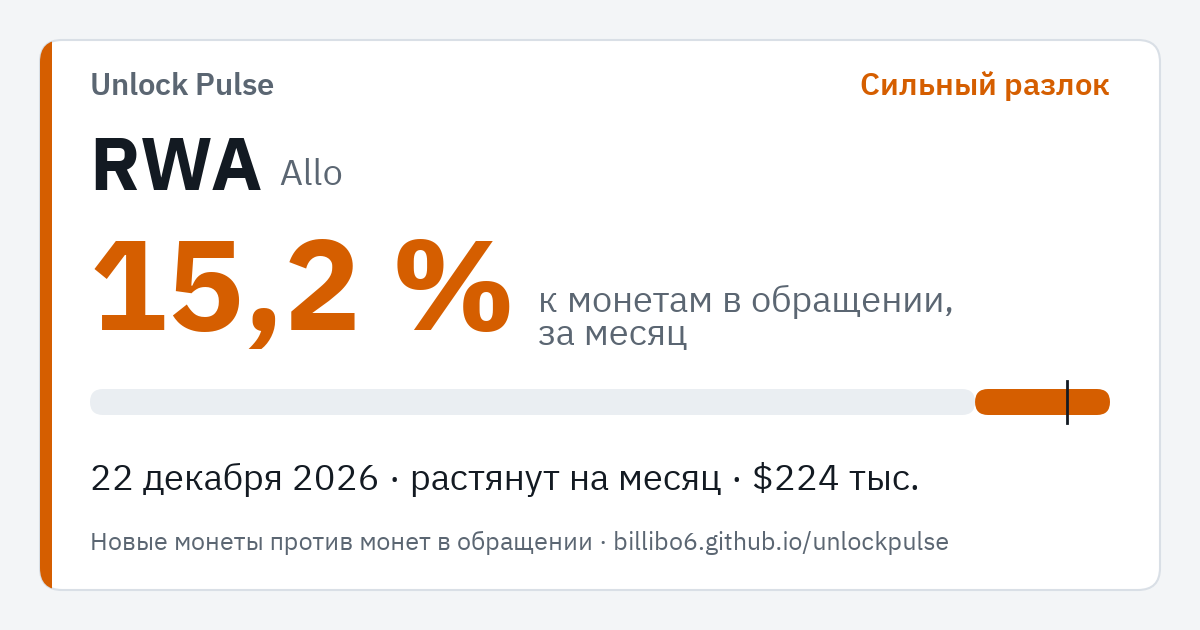 Unlock Pulse
Сильный разлок
RWA Allo
15,2 % к монетам в обращении,
за месяц
22 декабря 2026 · растянут на месяц · $224 тыс.
Новые монеты против монет в обращении · billibo6.github.io/unlockpulse